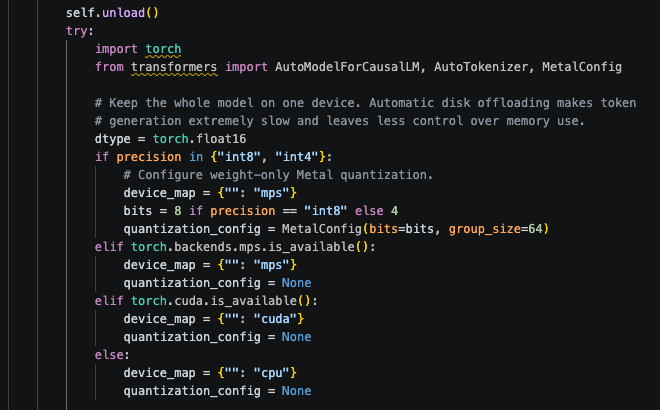 self.unload()
try:
import torch
from transformers import AutoModelForCausalLM, AutoTokenizer, MetalConfig
# Keep the whole model on one device. Automatic disk offloading makes token
# generation extremely slow and leaves less control over memory use.
dtype = torch.float16
if precision in {"int8", "int4"}:
# Configure weight-only Metal quantization.
device_map = {"": "mps"}
bits = 8 if precision == "int8" else 4
quantization_config = MetalConfig(bits=bits, group_size=64)
elif torch.backends.mps.is_available():
device_map = {"": "mps"}
quantization_config = None
elif torch.cuda.is_available():
device_map = {"": "cuda"}
quantization_config = None
else:
device_map = {"": "cpu"}
quantization_config = None